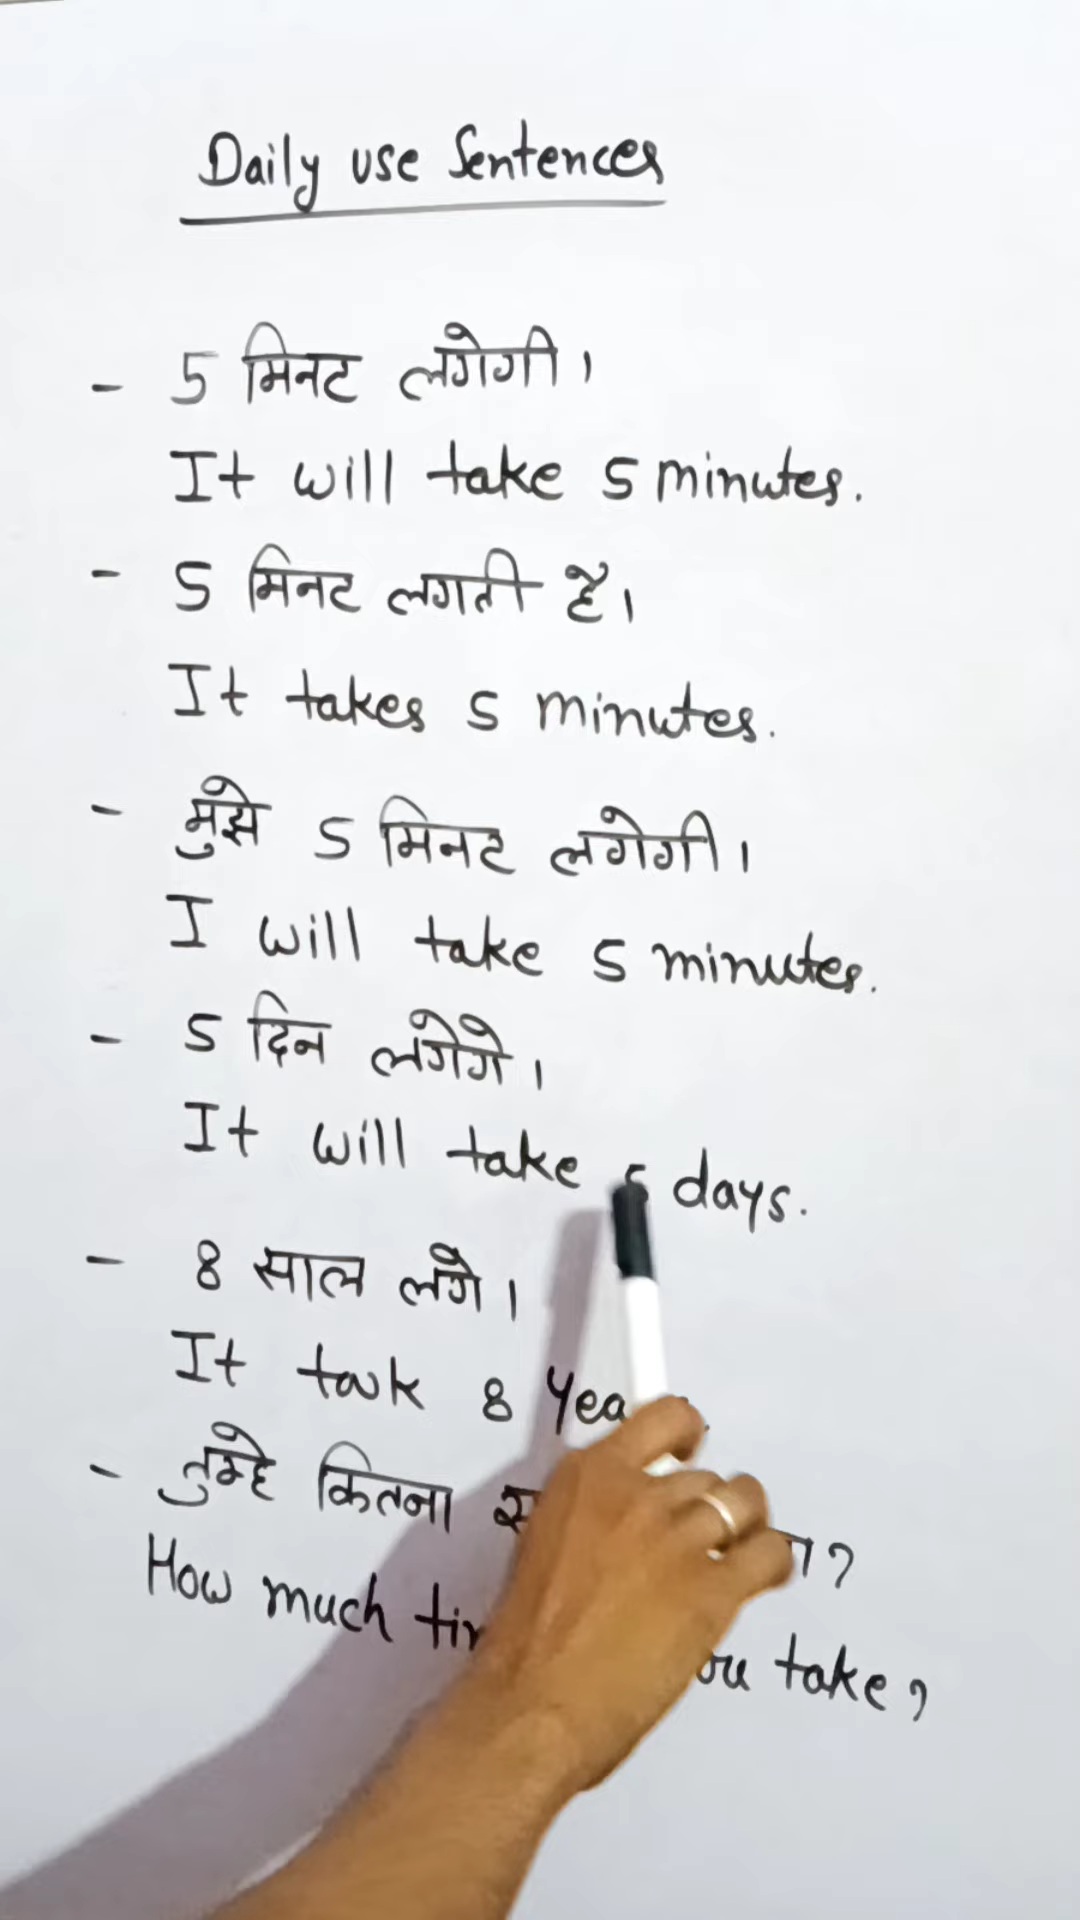 Daily use Sentences
- 5 मिनट लगेगी।
It will take 5 minutes.
- 5 मिनट लगती है।
It takes 5 minutes.
- मुझे 5 मिनट लगेगी।
I will take 5 minutes.
- 5 दिन लगेगे।
It will take 5 days.
- 8 साल लगे।
It took 8
- तुम्हे कितना ?
How much take?